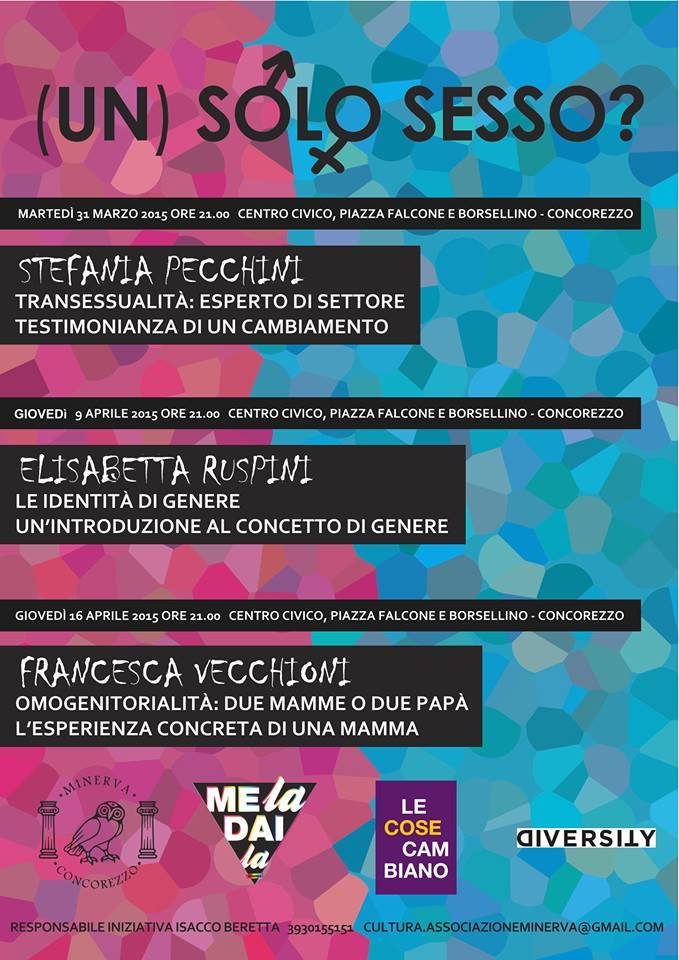 (UN) SOLO SESSO?
MARTEDÌ 31 MARZO 2015 ORE 21.00 CENTRO CIVICO, PIAZZA FALCONE E BORSELLINO - CONCOREZZO
STEFANIA PECCHINI
TRANSESSUALITÀ: ESPERTO DI SETTORE
TESTIMONIANZA DI UN CAMBIAMENTO
GIOVEDÌ 9 APRILE 2015 ORE 21.00 CENTRO CIVICO, PIAZZA FALCONE E BORSELLINO - CONCOREZZO
ELISABETTA RUSPINI
LE IDENTITÀ DI GENERE
UN'INTRODUZIONE AL CONCETTO DI GENERE
GIOVEDÌ 16 APRILE 2015 ORE 21.00 CENTRO CIVICO, PIAZZA FALCONE E BORSELLINO - CONCOREZZO
FRANCESCA VECCHIONI
OMOGENITORIALITÀ: DUE MAMME O DUE PAPÀ
L'ESPERIENZA CONCRETA DI UNA MAMMA
· MINERVA ·
CONCOREZZO
ME la
DAI
la
LE
COSE
CAM
BIANO
DIVERSITY
RESPONSABILE INIZIATIVA ISACCO BERETTA 3930155151 CULTURA.ASSOCIAZIONEMINERVA@GMAIL.COM